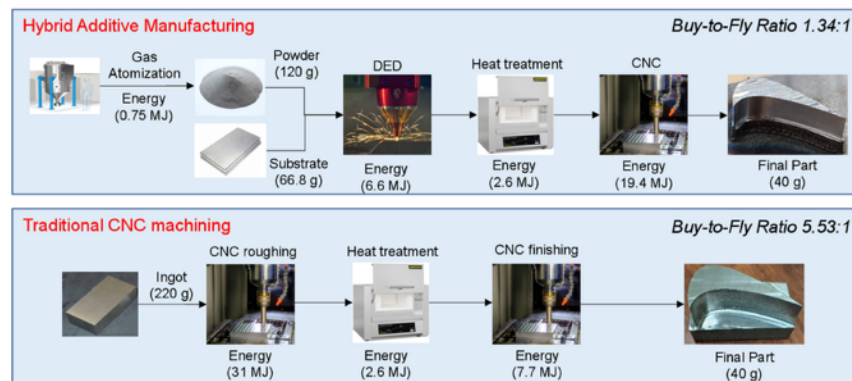 Hybrid Additive Manufacturing
Buy-to-Fly Ratio 1.34:1
Gas
Atomization
Energy
(0.75 MJ)
Powder
(120 g)
Substrate
(66.8 g)
DED
Energy
(6.6 MJ)
Heat treatment
Energy
(2.6 MJ)
CNC
Energy
(19.4 MJ)
Final Part
(40 g)
Traditional CNC machining
Buy-to-Fly Ratio 5.53:1
Ingot
(220 g)
CNC roughing
Energy
(31 MJ)
Heat treatment
Energy
(2.6 MJ)
CNC finishing
Energy
(7.7 MJ)
Final Part
(40 g)